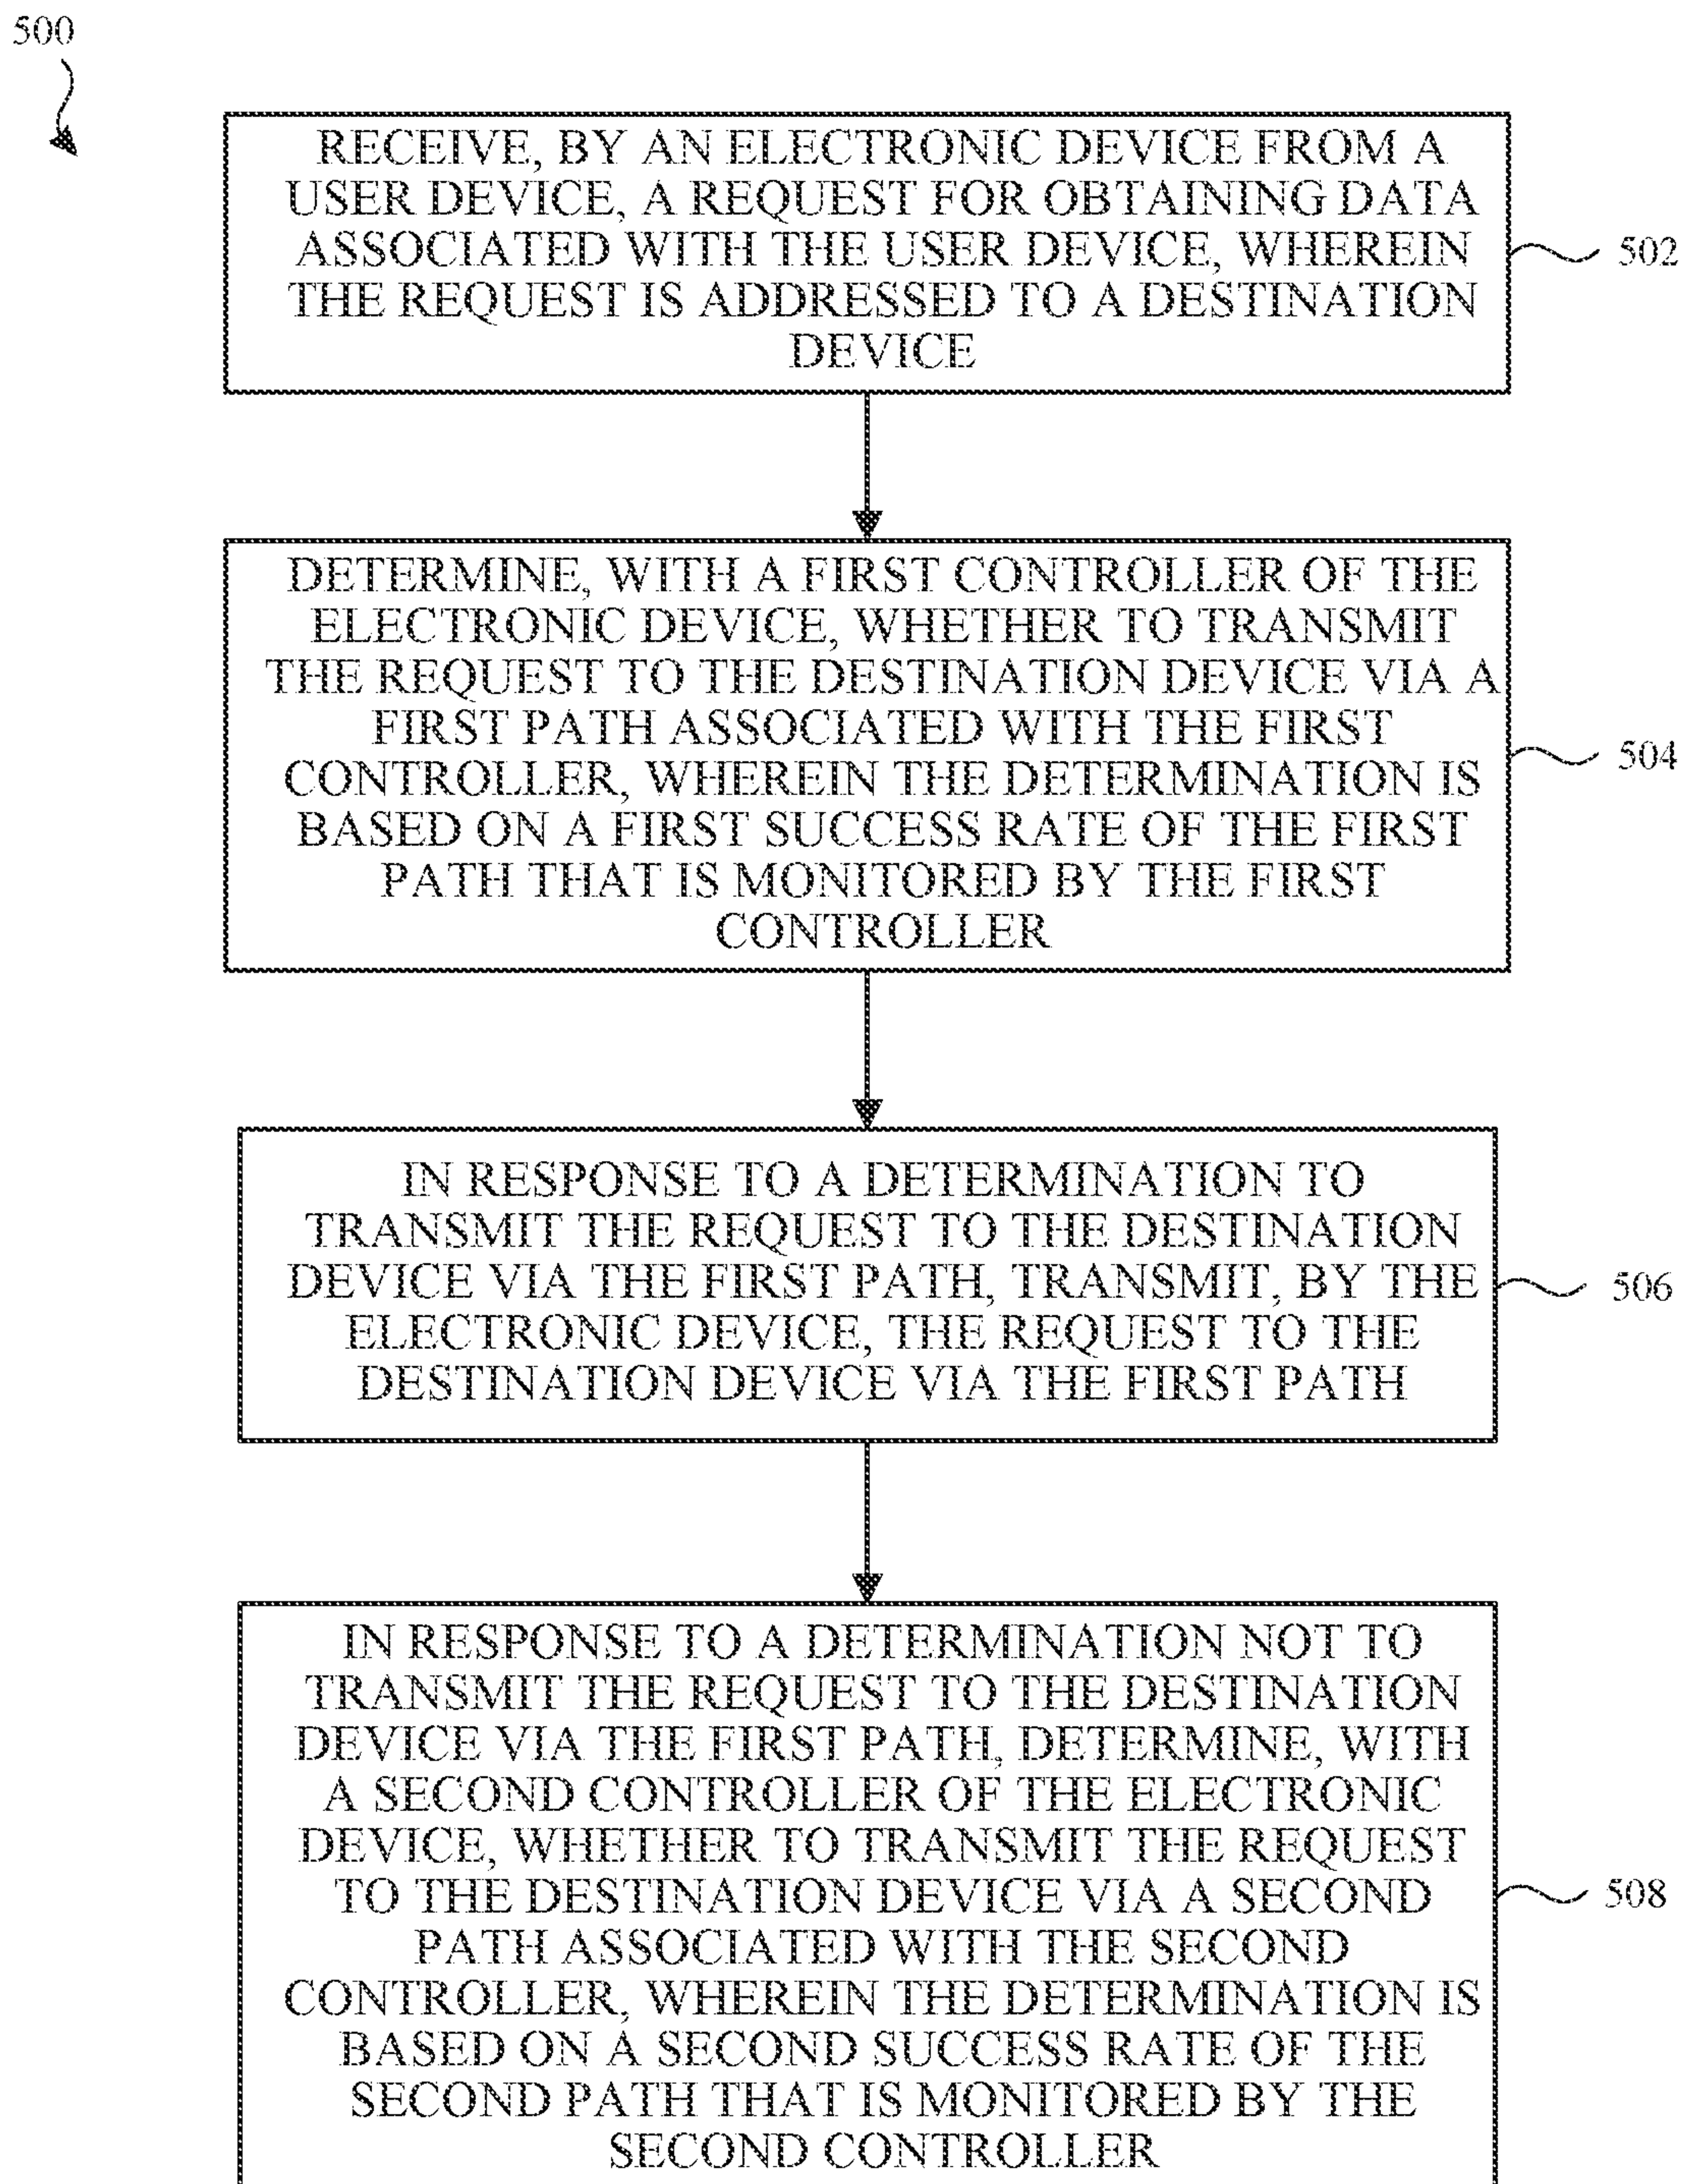 500
RECEIVE, BY AN ELECTRONIC DEVICE FROM A
USER DEVICE, A REQUEST FOR OBTAINING DATA
ASSOCIATED WITH THE USER DEVICE, WHEREIN
THE REQUEST IS ADDRESSED TO A DESTINATION
DEVICE
502
DETERMINE, WITH A FIRST CONTROLLER OF THE
ELECTRONIC DEVICE, WHETHER TO TRANSMIT
THE REQUEST TO THE DESTINATION DEVICE VIA A
FIRST PATH ASSOCIATED WITH THE FIRST
CONTROLLER, WHEREIN THE DETERMINATION IS
BASED ON A FIRST SUCCESS RATE OF THE FIRST
PATH THAT IS MONITORED BY THE FIRST
CONTROLLER
504
IN RESPONSE TO A DETERMINATION TO
TRANSMIT THE REQUEST TO THE DESTINATION
DEVICE VIA THE FIRST PATH, TRANSMIT, BY THE
ELECTRONIC DEVICE, THE REQUEST TO THE
DESTINATION DEVICE VIA THE FIRST PATH
506
IN RESPONSE TO A DETERMINATION NOT TO
TRANSMIT THE REQUEST TO THE DESTINATION
DEVICE VIA THE FIRST PATH, DETERMINE, WITH
A SECOND CONTROLLER OF THE ELECTRONIC
DEVICE, WHETHER TO TRANSMIT THE REQUEST
TO THE DESTINATION DEVICE VIA A SECOND
PATH ASSOCIATED WITH THE SECOND
CONTROLLER, WHEREIN THE DETERMINATION IS
BASED ON A SECOND SUCCESS RATE OF THE
SECOND PATH THAT IS MONITORED BY THE
SECOND CONTROLLER
508